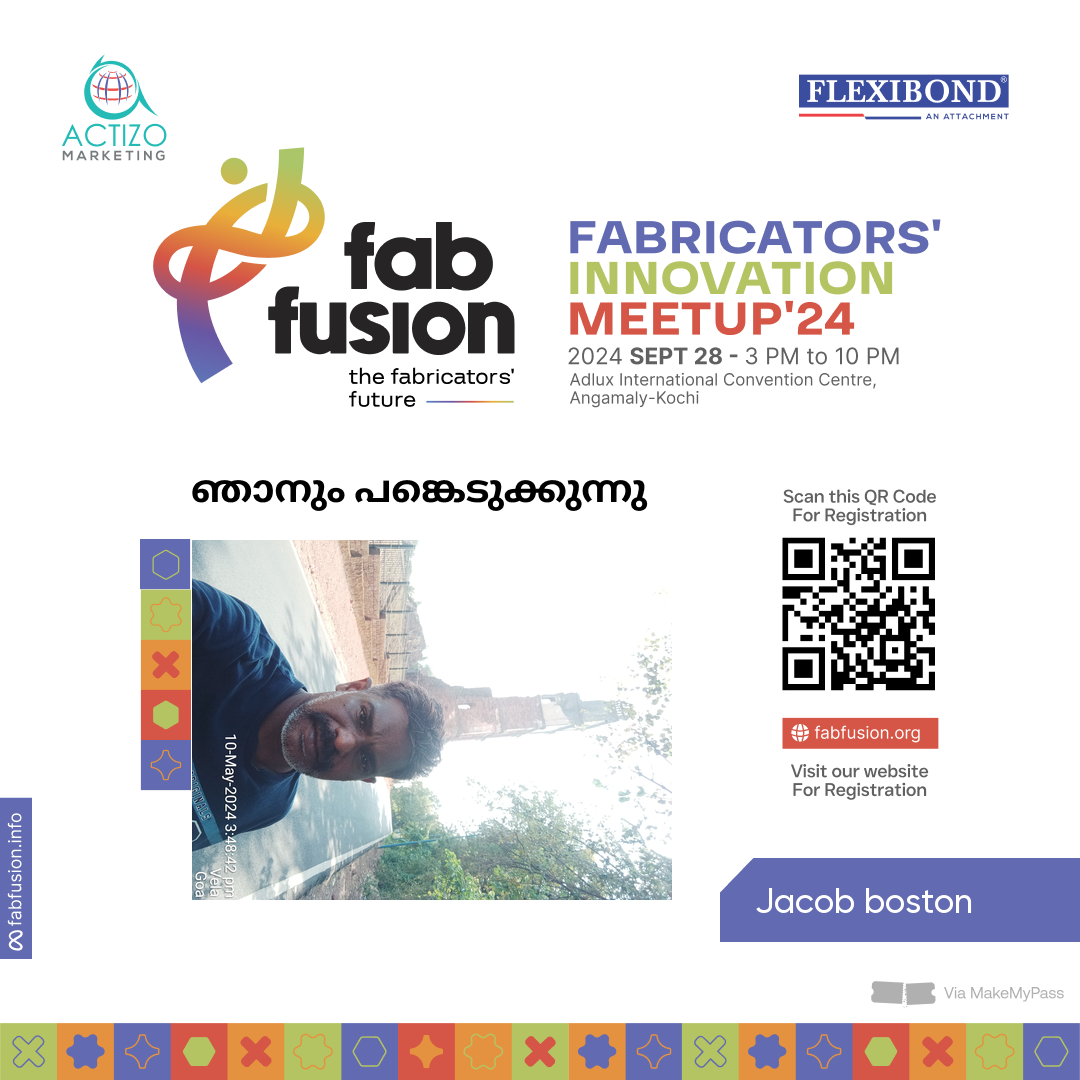 ACTIZO
MARKETING
FLEXIBOND®
AN ATTACHMENT
fab
fusion
the fabricators'
future
FABRICATORS'
INNOVATION
MEETUP'24
2024 SEPT 28 - 3 PM to 10 PM
Adlux International Convention Centre,
Angamaly-Kochi
ഞാനും പങ്കെടുക്കുന്നു
Scan this QR Code
For Registration
fabfusion.org
Visit our website
For Registration
10-May-2024 3:48:42 pm
Vela
Goa
fabfusion.info
Jacob boston
Via MakeMyPass